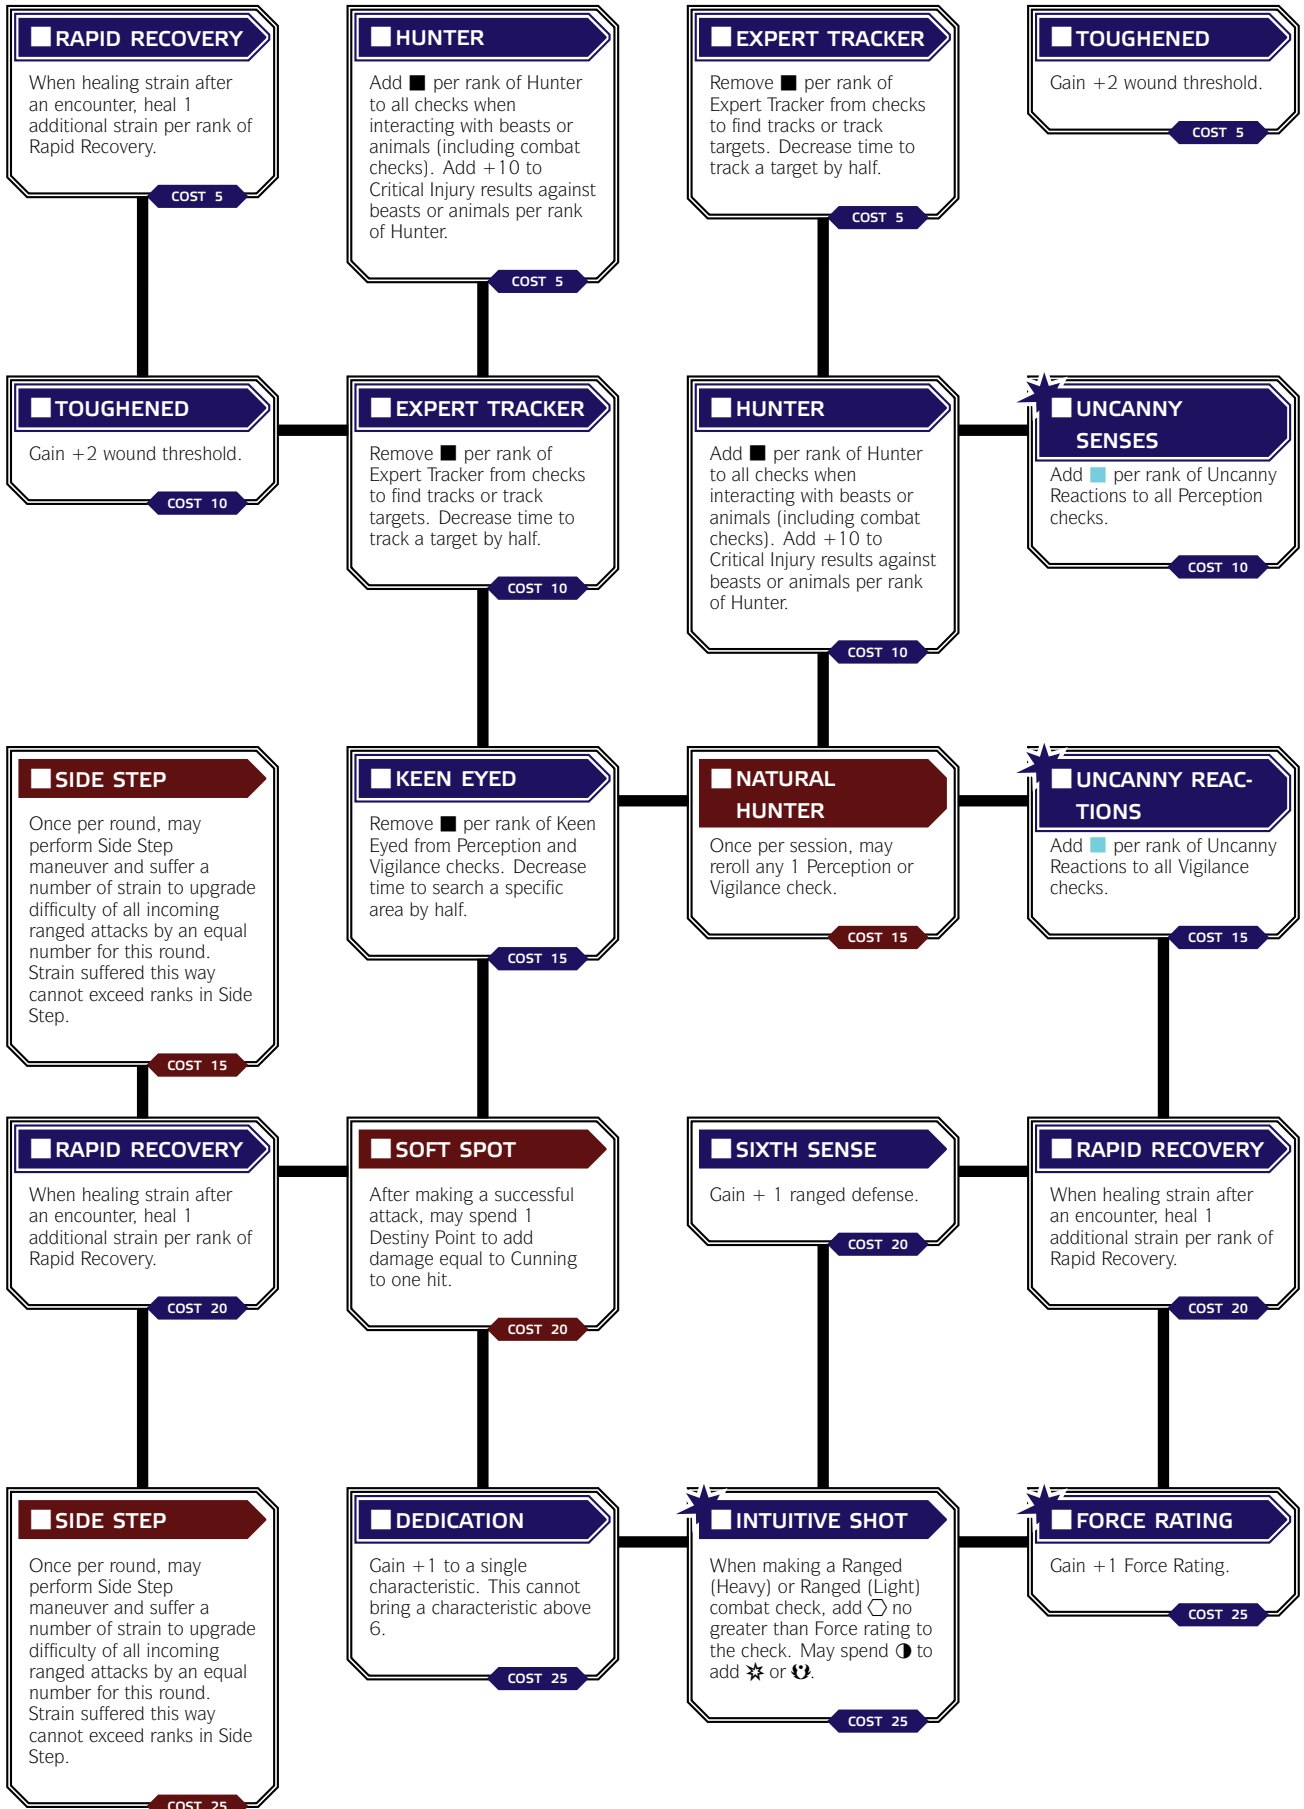 RAPID RECOVERY
When healing strain after
an encounter, heal 1
additional strain per rank of
Rapid Recovery.
COST 5
HUNTER
Add ■ per rank of Hunter
to all checks when
interacting with beasts or
animals (including combat
checks). Add +10 to
Critical Injury results against
beasts or animals per rank
of Hunter.
COST 5
EXPERT TRACKER
Remove ■ per rank of
Expert Tracker from checks
to find tracks or track
targets. Decrease time to
track a target by half.
COST 5
TOUGHENED
Gain +2 wound threshold.
COST 5
TOUGHENED
Gain +2 wound threshold.
COST 10
EXPERT TRACKER
Remove ■ per rank of
Expert Tracker from checks
to find tracks or track
targets. Decrease time to
track a target by half.
COST 10
HUNTER
Add ■ per rank of Hunter
to all checks when
interacting with beasts or
animals (including combat
checks). Add +10 to
Critical Injury results against
beasts or animals per rank
of Hunter.
COST 10
UNCANNY
SENSES
Add ■ per rank of Uncanny
Reactions to all Perception
checks.
COST 10
SIDE STEP
Once per round, may
perform Side Step
maneuver and suffer a
number of strain to upgrade
difficulty of all incoming
ranged attacks by an equal
number for this round.
Strain suffered this way
cannot exceed ranks in Side
Step.
COST 15
KEEN EYED
Remove ■ per rank of Keen
Eyed from Perception and
Vigilance checks. Decrease
time to search a specific
area by half.
COST 15
NATURAL
HUNTER
Once per session, may
reroll any 1 Perception or
Vigilance check.
COST 15
UNCANNY REAC-
TIONS
Add ■ per rank of Uncanny
Reactions to all Vigilance
checks.
COST 15
RAPID RECOVERY
When healing strain after
an encounter, heal 1
additional strain per rank of
Rapid Recovery.
COST 20
SOFT SPOT
After making a successful
attack, may spend 1
Destiny Point to add
damage equal to Cunning
to one hit.
COST 20
SIXTH SENSE
Gain + 1 ranged defense.
COST 20
RAPID RECOVERY
When healing strain after
an encounter, heal 1
additional strain per rank of
Rapid Recovery.
COST 20
SIDE STEP
Once per round, may
perform Side Step
maneuver and suffer a
number of strain to upgrade
difficulty of all incoming
ranged attacks by an equal
number for this round.
Strain suffered this way
cannot exceed ranks in Side
Step.
COST 25
DEDICATION
Gain +1 to a single
characteristic. This cannot
bring a characteristic above
6.
COST 25
INTUITIVE SHOT
When making a Ranged
(Heavy) or Ranged (Light)
combat check, add ⬡ no
greater than Force rating to
the check. May spend ◑ to
add or .
COST 25
FORCE RATING
Gain +1 Force Rating.
COST 25